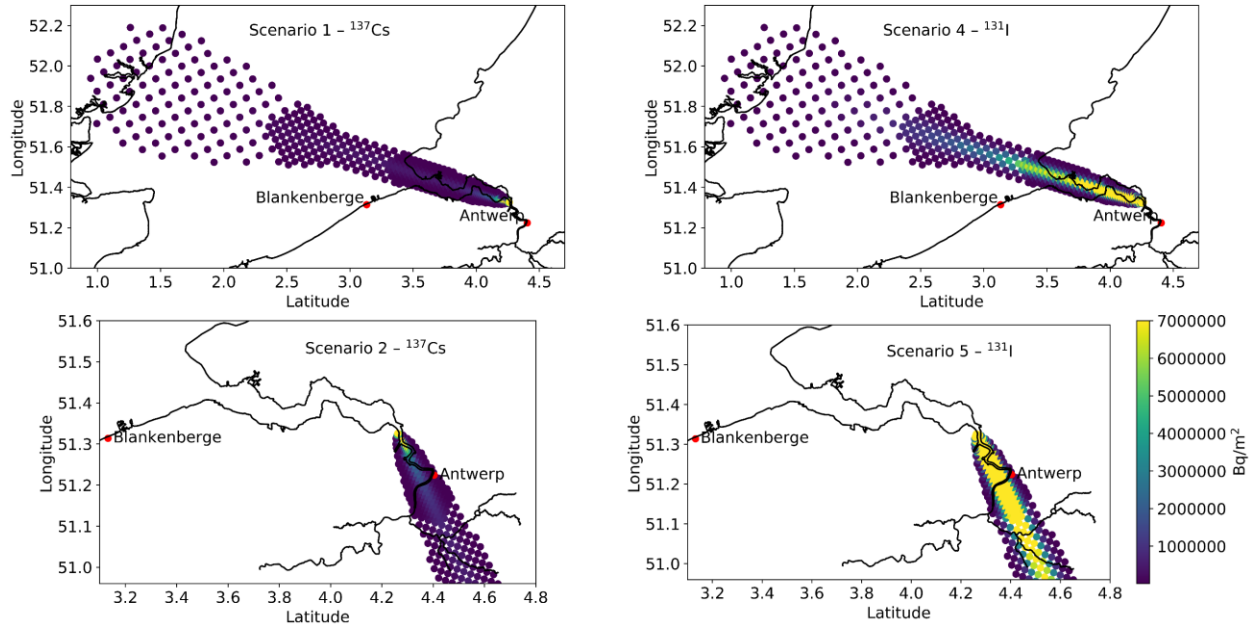 Scenario 1 – ¹³⁷Cs
52.2
52.0
51.8
51.6
51.4
51.2
51.0
Longitude
Blankenberge
Antwerp
1.0 1.5 2.0 2.5 3.0 3.5 4.0 4.5
Latitude
Scenario 4 – ¹³¹I
52.2
52.0
51.8
51.6
51.4
51.2
51.0
Longitude
Blankenberge
Antwerp
1.0 1.5 2.0 2.5 3.0 3.5 4.0 4.5
Latitude
Scenario 2 – ¹³⁷Cs
51.6
51.5
51.4
51.3
51.2
51.1
51.0
Longitude
Blankenberge
Antwerp
3.2 3.4 3.6 3.8 4.0 4.2 4.4 4.6 4.8
Latitude
Scenario 5 – ¹³¹I
51.6
51.5
51.4
51.3
51.2
51.1
51.0
Longitude
Blankenberge
Antwerp
3.2 3.4 3.6 3.8 4.0 4.2 4.4 4.6 4.8
Latitude
7000000
6000000
5000000
4000000
3000000
2000000
1000000
Bq/m²